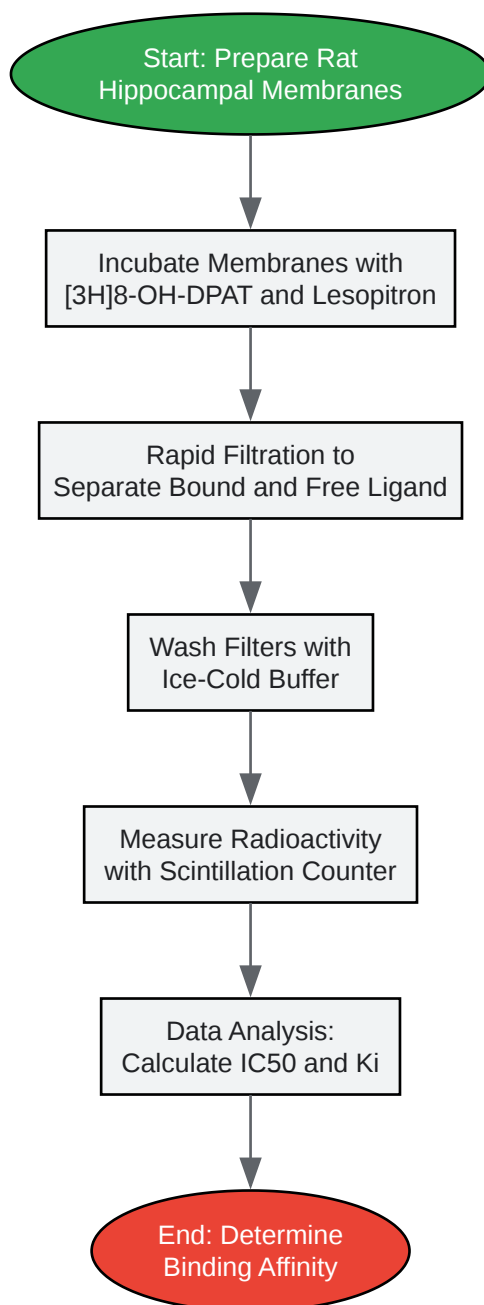 Start: Prepare Rat
Hippocampal Membranes
Incubate Membranes with
[3H]8-OH-DPAT and Lesopitron
Rapid Filtration to
Separate Bound and Free Ligand
Wash Filters with
Ice-Cold Buffer
Measure Radioactivity
with Scintillation Counter
Data Analysis:
Calculate IC50 and Ki
End: Determine
Binding Affinity